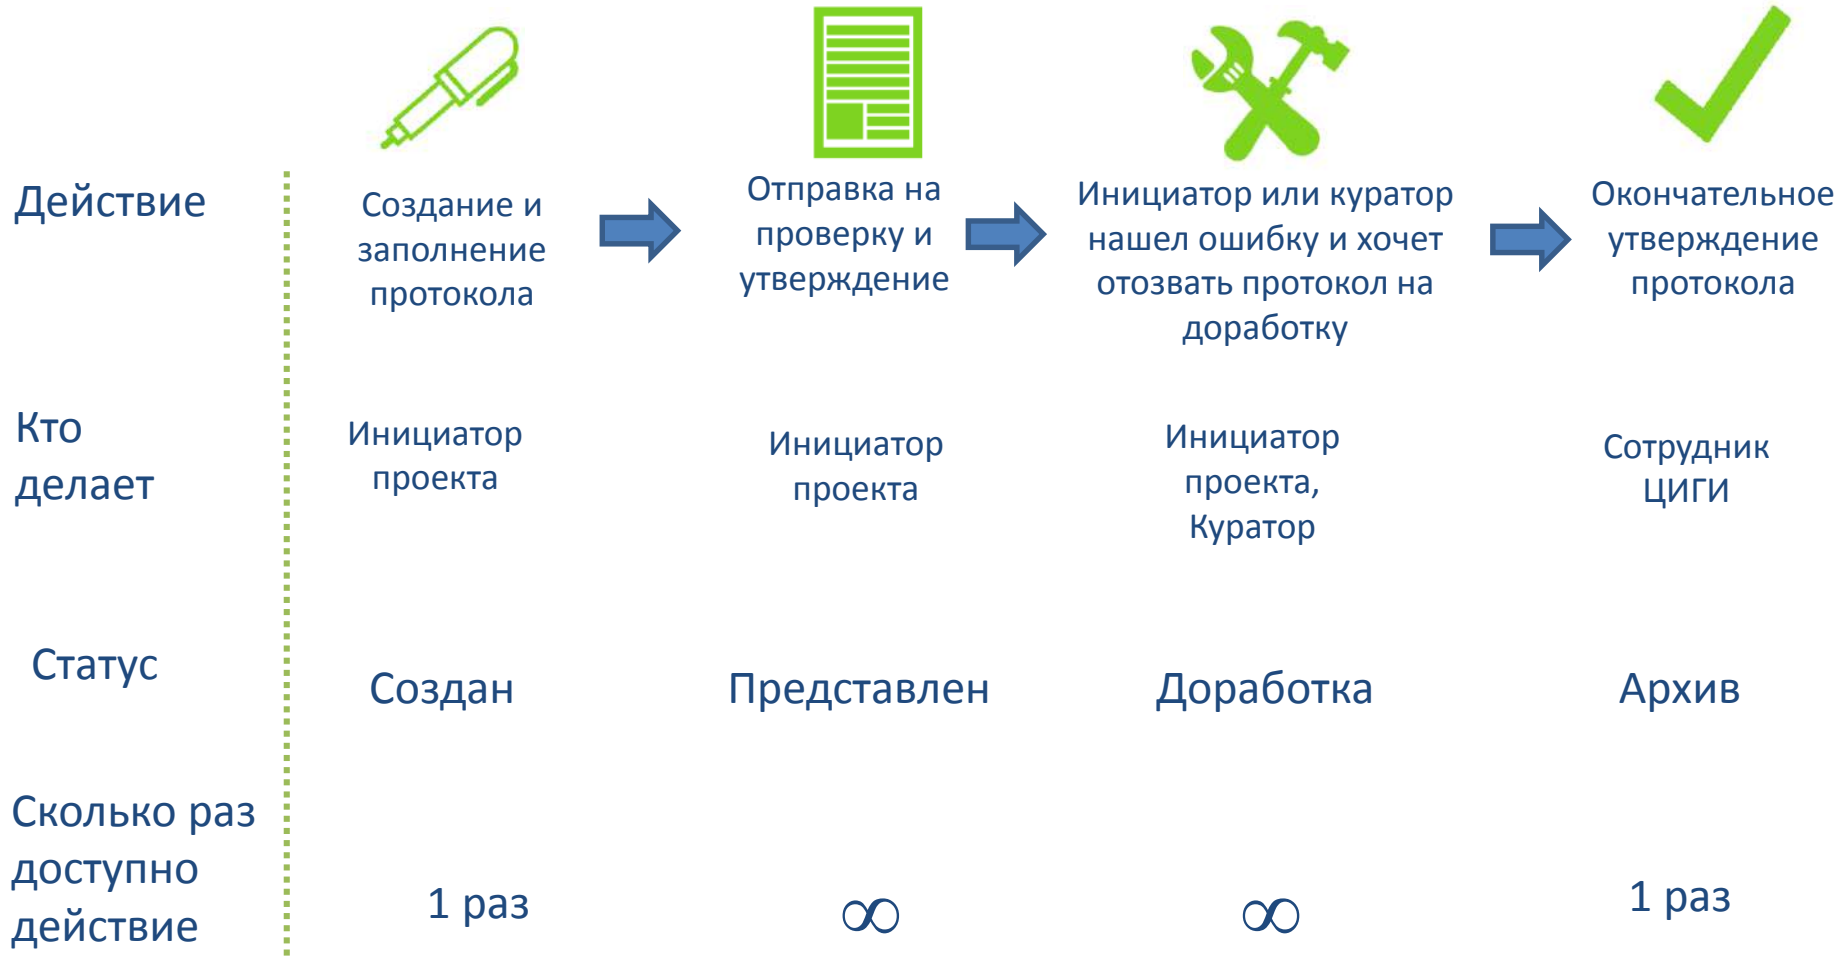 Действие
Создание и
заполнение
протокола
Отправка на
проверку и
утверждение
Инициатор или куратор
нашел ошибку и хочет
отозвать протокол на
доработку
Окончательное
утверждение
протокола
Кто
делает
Инициатор
проекта
Инициатор
проекта
Инициатор
проекта,
Куратор
Сотрудник
ЦИГИ
Статус
Создан
Представлен
Доработка
Архив
Сколько раз
доступно
действие
1 раз
∞
∞
1 раз